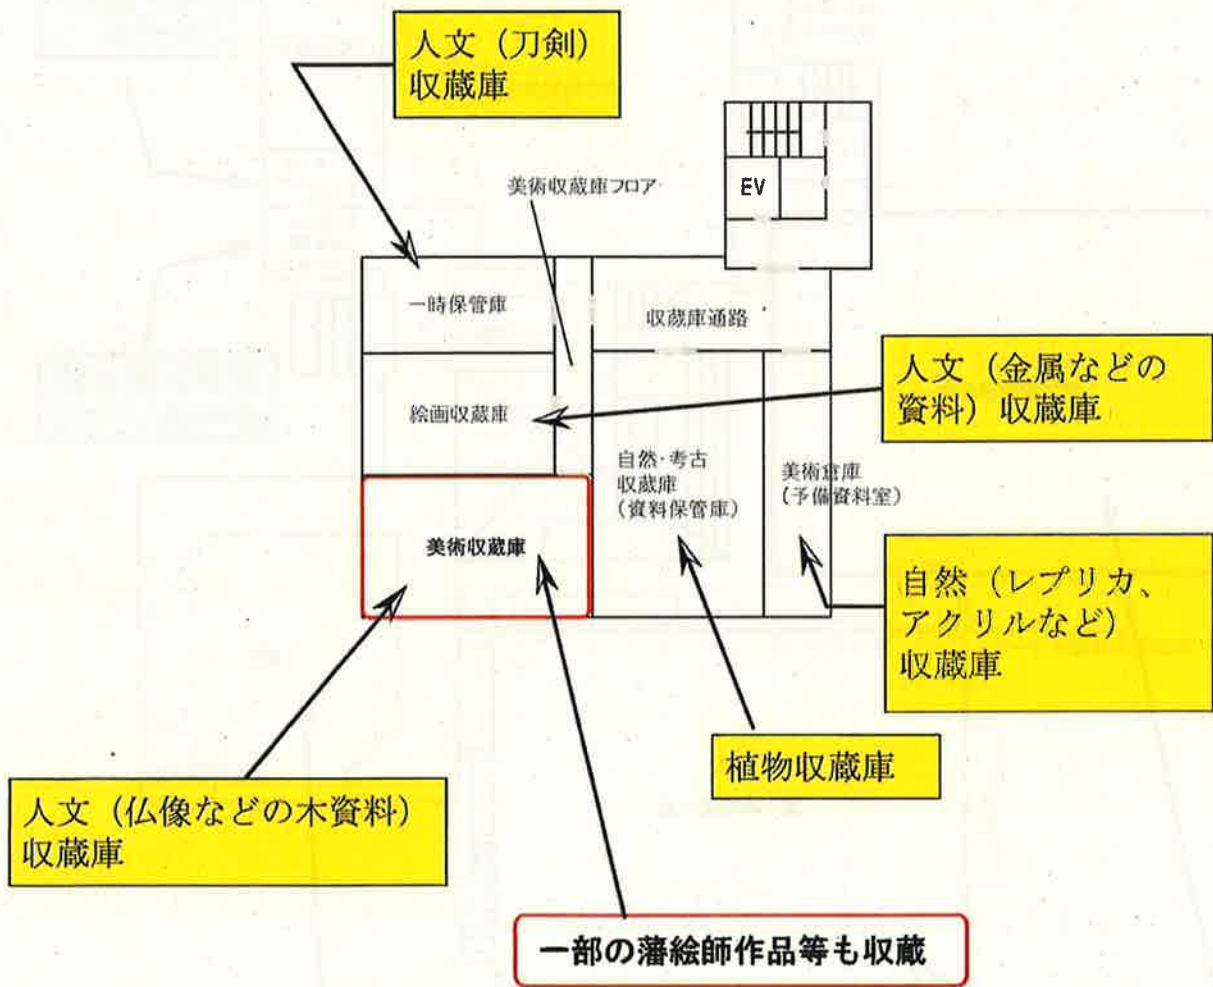 人文（刀剣）
収蔵庫
美術収蔵庫フロア
EV
一時保管庫
収蔵庫通路
人文（金属などの
資料）収蔵庫
絵画収蔵庫
自然・考古
収蔵庫
（資料保管庫）
美術倉庫
（予備資料室）
美術収蔵庫
自然（レプリカ、
アクリルなど）
収蔵庫
植物収蔵庫
人文（仏像などの木資料）
収蔵庫
一部の藩絵師作品等も収蔵